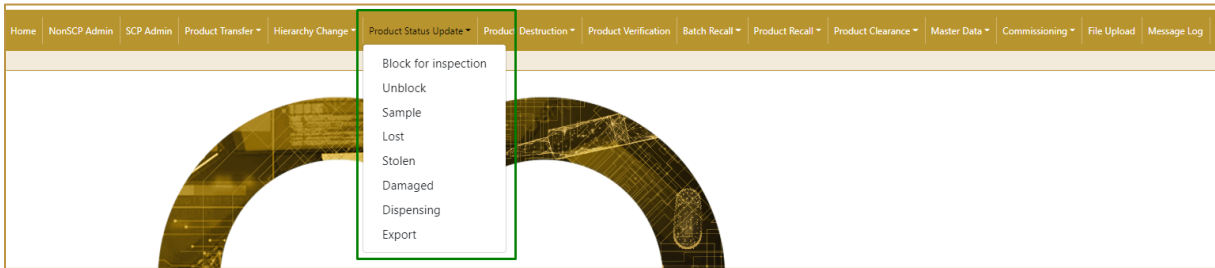 Home NonSCP Admin SCP Admin Product Transfer Hierarchy Change Product Status Update Product Destruction Product Verification Batch Recall Product Recall Product Clearance Master Data Commissioning File Upload Message Log
Block for inspection
Unblock
Sample
Lost
Stolen
Damaged
Dispensing
Export